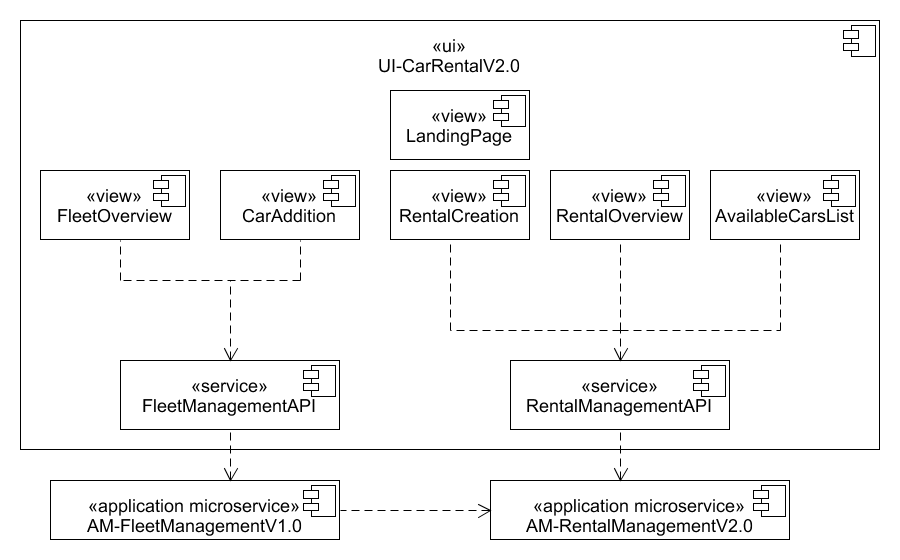 «ui»
UI-CarRentalV2.0
«view»
LandingPage
«view»
FleetOverview
«view»
CarAddition
«view»
RentalCreation
«view»
RentalOverview
«view»
AvailableCarsList
«service»
FleetManagementAPI
«service»
RentalManagementAPI
«application microservice»
AM-FleetManagementV1.0
«application microservice»
AM-RentalManagementV2.0